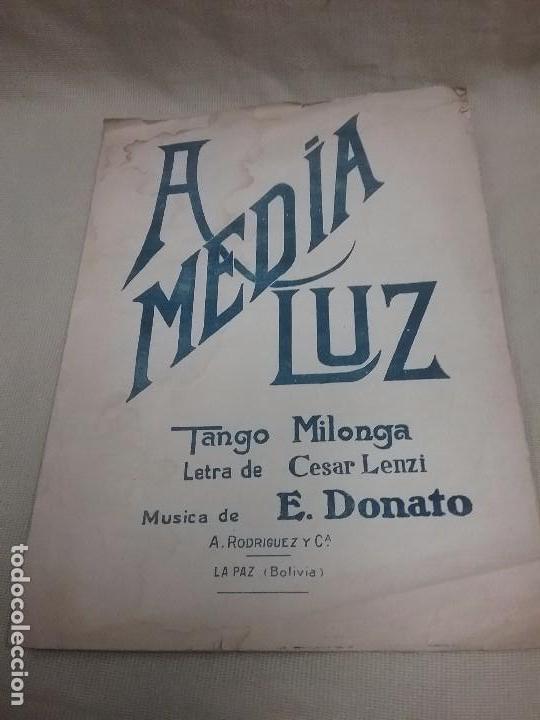 A
MEDÍA
LUZ
Tango Milonga
Letra de Cesar Lenzi
Musica de E. Donato
A. RODRIGUEZ Y Cª
LA PAZ (Bolivia)
todocoleccion